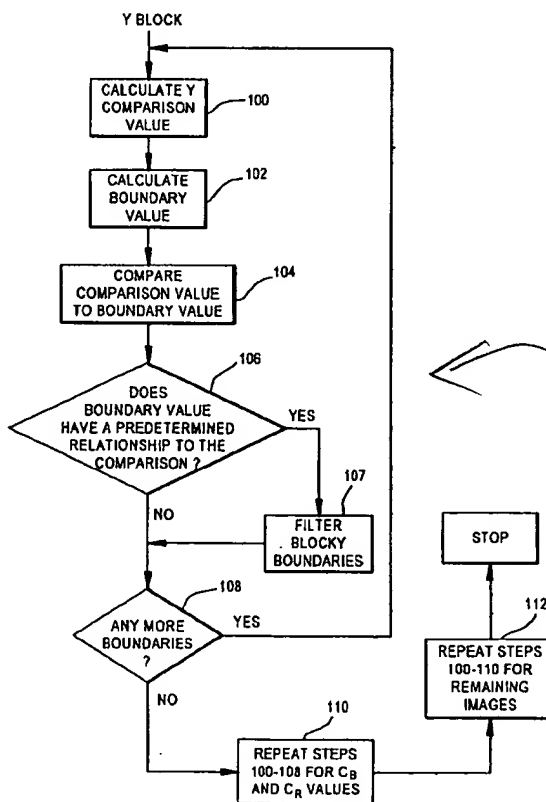 Y BLOCK
CALCULATE Y
COMPARISON
VALUE
100
CALCULATE
BOUNDARY
VALUE
102
COMPARE
COMPARISON VALUE
TO BOUNDARY VALUE
104
106
DOES
BOUNDARY VALUE
HAVE A PREDETERMINED
RELATIONSHIP TO THE
COMPARISON ?
YES
NO
107
FILTER
BLOCKY
BOUNDARIES
108
ANY MORE
BOUNDARIES
?
YES
NO
110
REPEAT STEPS
100-108 FOR CB
AND CR VALUES
112
REPEAT STEPS
100-110 FOR
REMAINING
IMAGES
STOP